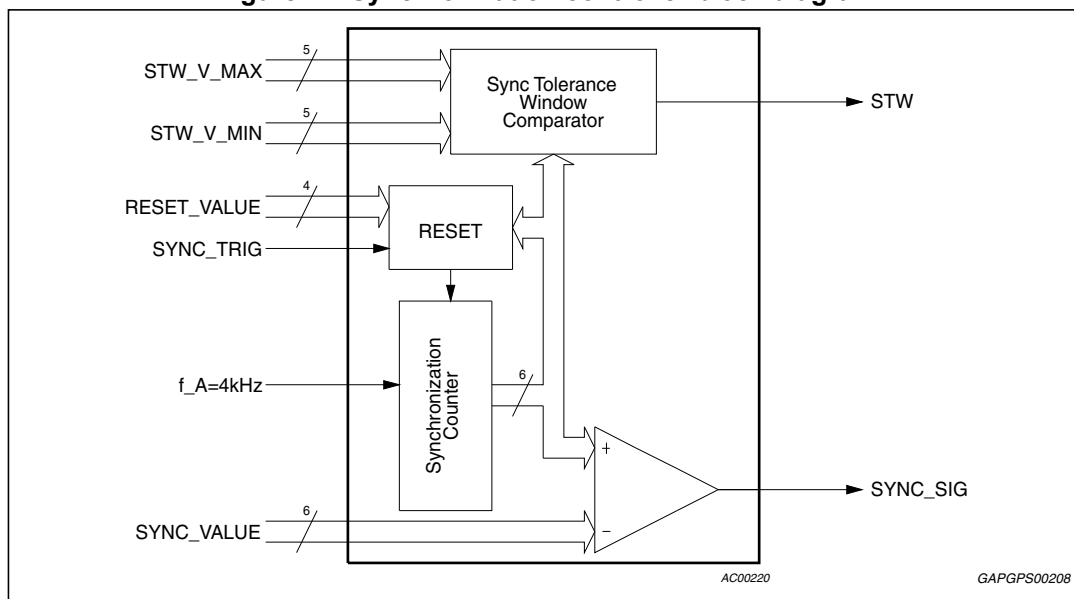 STW_V_MAX
5
Sync Tolerance
Window
Comparator
STW
STW_V_MIN
5
RESET_VALUE
4
RESET
SYNC_TRIG
f_A=4kHz
Synchronization
Counter
6
+
SYNC_SIG
SYNC_VALUE
6
−
AC00220
GAPGPS00208